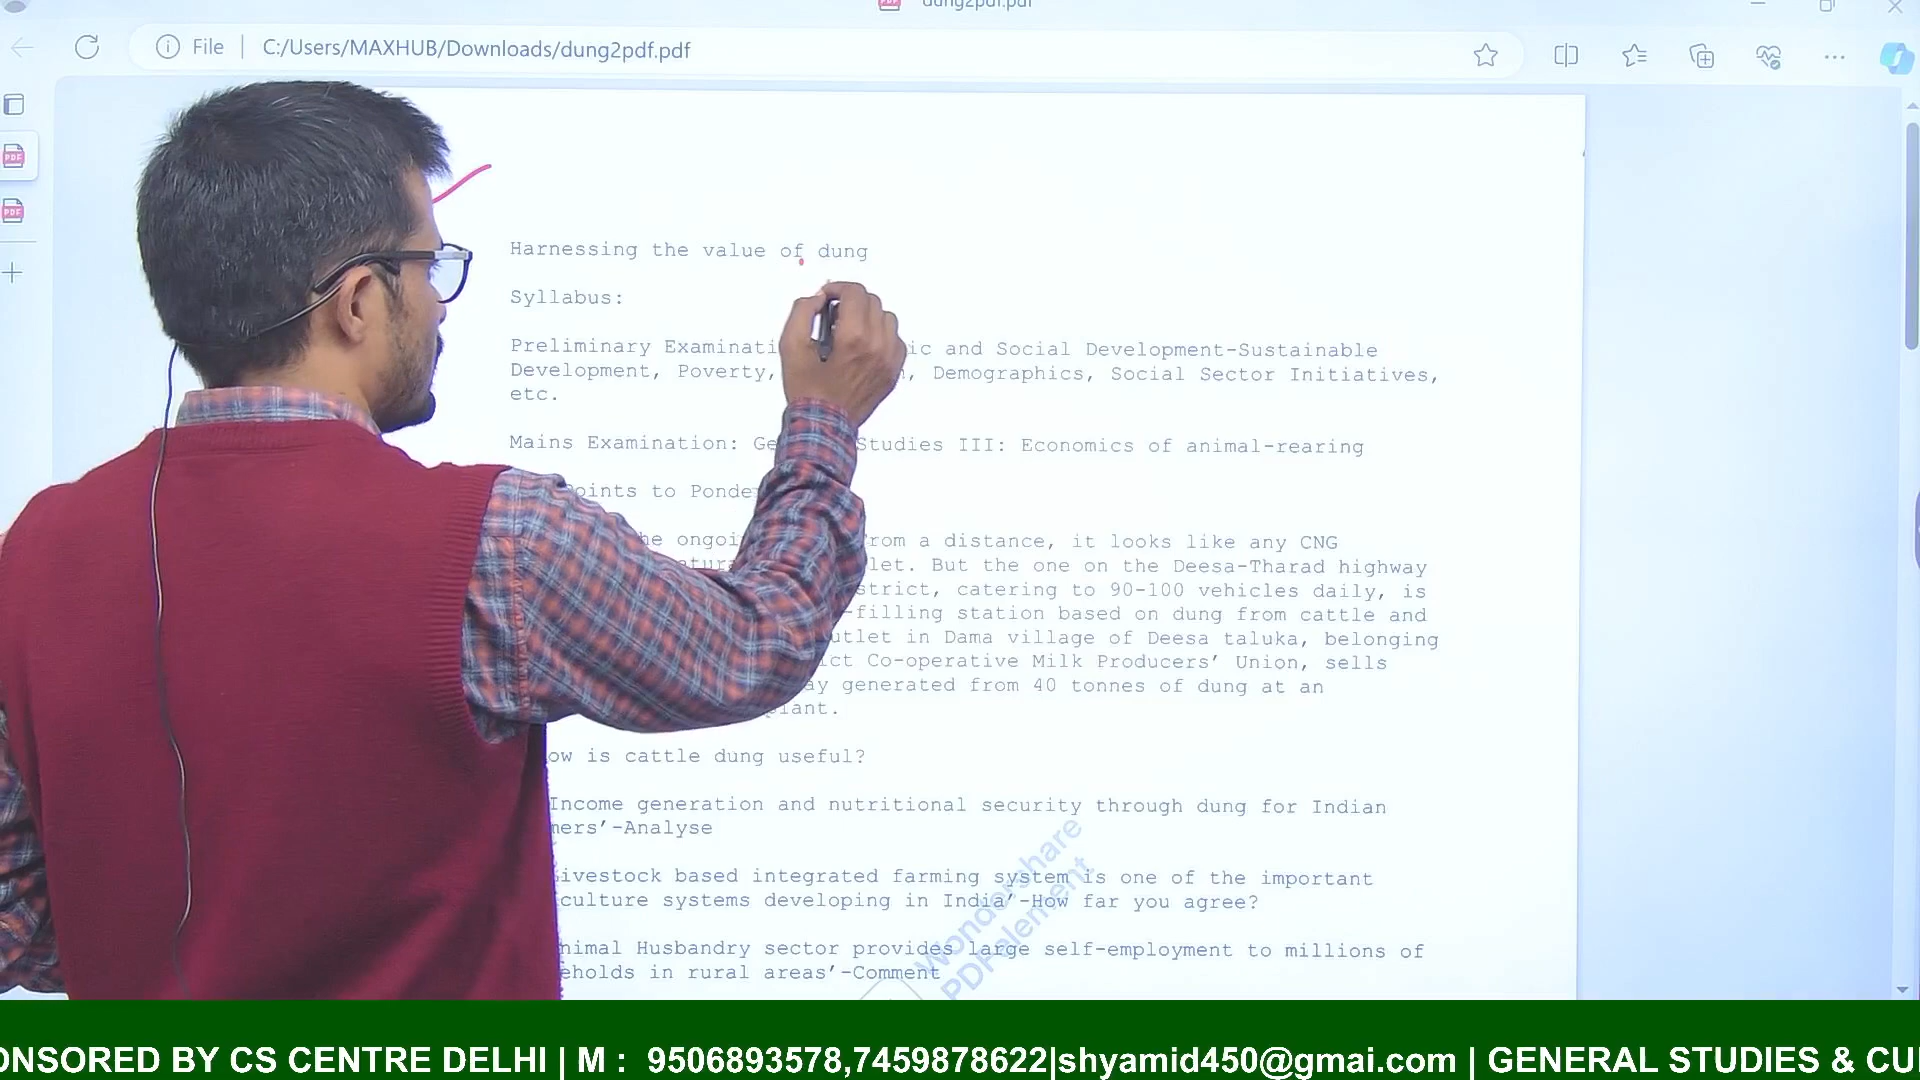 dung2pdf.pdf
File | C:/Users/MAXHUB/Downloads/dung2pdf.pdf
PDF
PDF
Harnessing the value of dung
Syllabus:
Preliminary Examinati ic and Social Development-Sustainable
Development, Poverty, Demographics, Social Sector Initiatives,
etc.
Mains Examination: Studies III: Economics of animal-rearing
Points to Ponde
he ongoi rom a distance, it looks like any CNG
let. But the one on the Deesa-Tharad highway
strict, catering to 90-100 vehicles daily, is
-filling station based on dung from cattle and
utlet in Dama village of Deesa taluka, belonging
ict Co-operative Milk Producers’ Union, sells
ay generated from 40 tonnes of dung at an
plant.
ow is cattle dung useful?
Income generation and nutritional security through dung for Indian
mers’-Analyse
ivestock based integrated farming system is one of the important
culture systems developing in India’-How far you agree?
nimal Husbandry sector provides large self-employment to millions of
eholds in rural areas’-Comment
Wondershare
PDFelement
ONSORED BY CS CENTRE DELHI | M : 9506893578,7459878622|shyamid450@gmai.com | GENERAL STUDIES & CU